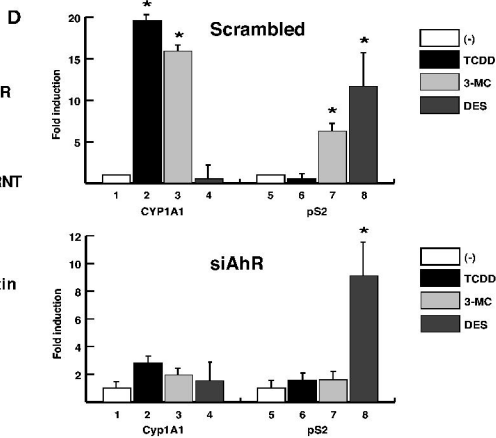 D
Scrambled
20
15
10
5
Fold induction
* * * *
(-)
TCDD
3-MC
DES
1 2 3 4 5 6 7 8
CYP1A1 pS2
R
RNT
tin
siAhR
12
10
8
6
4
2
Fold induction
*
(-)
TCDD
3-MC
DES
1 2 3 4 5 6 7 8
Cyp1A1 pS2